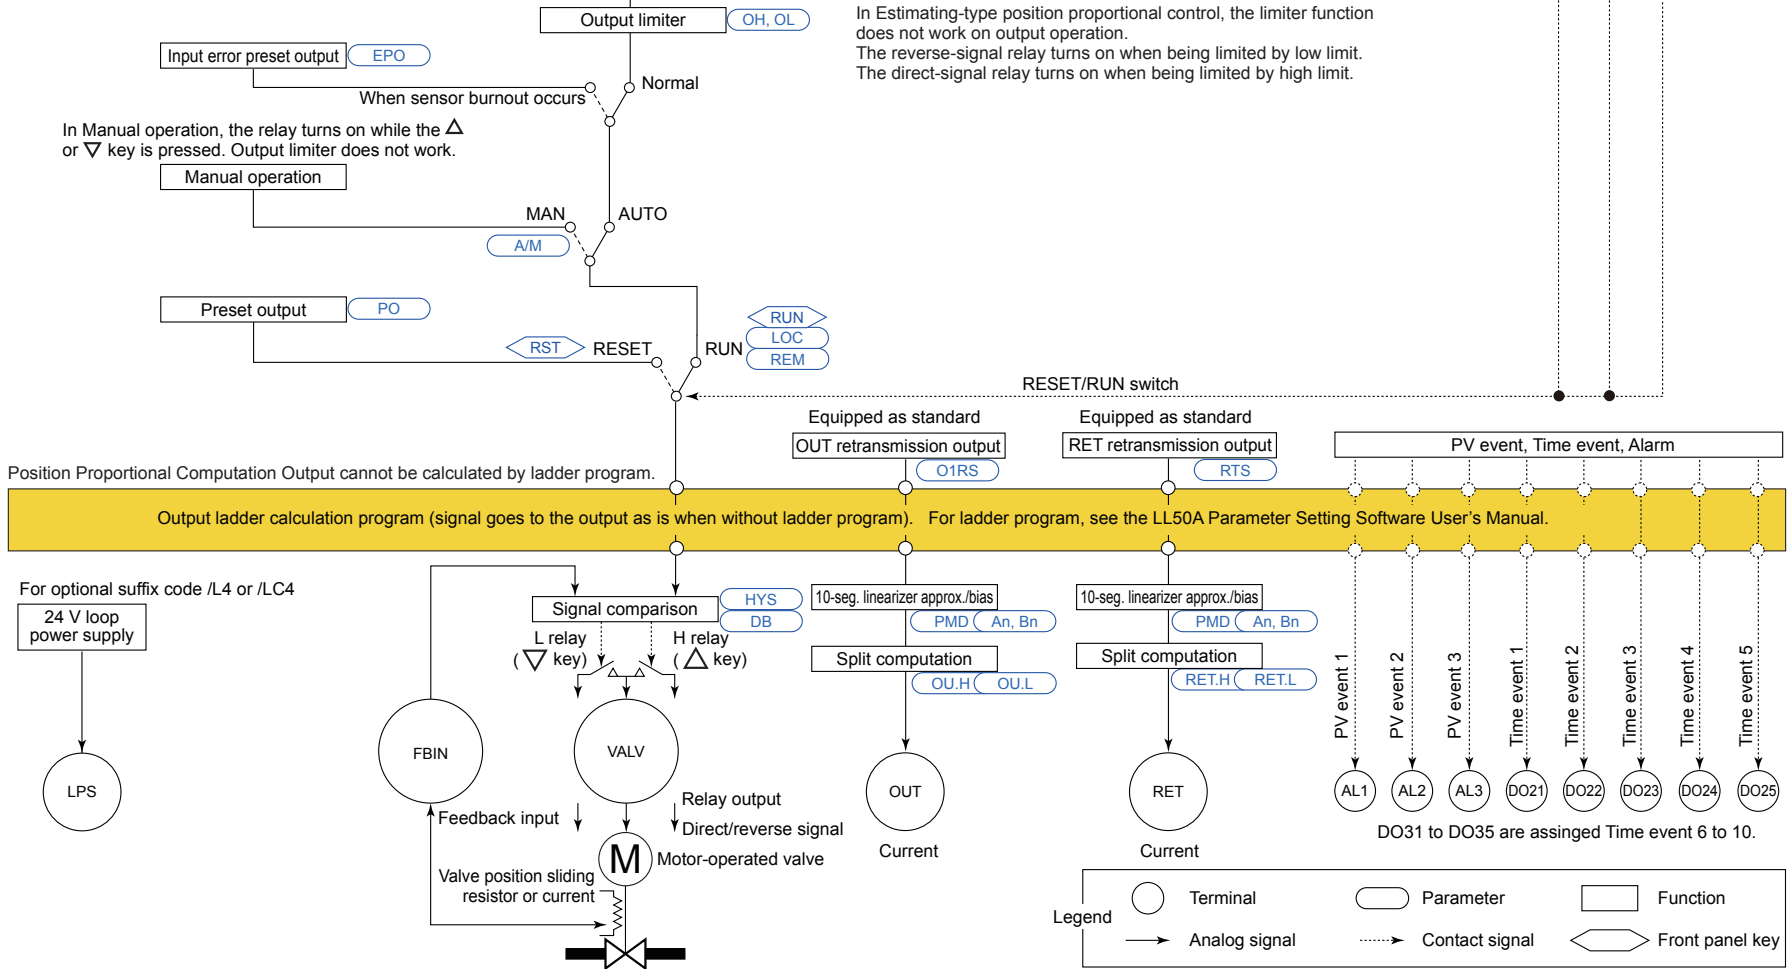 Output limiter
OH, OL
In Estimating-type position proportional control, the limiter function
does not work on output operation.
The reverse-signal relay turns on when being limited by low limit.
The direct-signal relay turns on when being limited by high limit.
Input error preset output
EPO
When sensor burnout occurs
Normal
In Manual operation, the relay turns on while the △
or ▽ key is pressed. Output limiter does not work.
Manual operation
MAN
AUTO
A/M
Preset output
PO
RST
RESET
RUN
RUN
LOC
REM
RESET/RUN switch
Equipped as standard
OUT retransmission output
O1RS
Equipped as standard
RET retransmission output
RTS
PV event, Time event, Alarm
Position Proportional Computation Output cannot be calculated by ladder program.
Output ladder calculation program (signal goes to the output as is when without ladder program). For ladder program, see the LL50A Parameter Setting Software User's Manual.
For optional suffix code /L4 or /LC4
24 V loop
power supply
LPS
Signal comparison
HYS
DB
L relay
(▽ key)
H relay
(△ key)
FBIN
VALV
Feedback input
Relay output
Direct/reverse signal
M
Motor-operated valve
Valve position sliding
resistor or current
10-seg. linearizer approx./bias
PMD
An, Bn
Split computation
OU.H
OU.L
OUT
Current
10-seg. linearizer approx./bias
PMD
An, Bn
Split computation
RET.H
RET.L
RET
Current
PV event 1
PV event 2
PV event 3
Time event 1
Time event 2
Time event 3
Time event 4
Time event 5
AL1
AL2
AL3
DO21
DO22
DO23
DO24
DO25
DO31 to DO35 are assinged Time event 6 to 10.
Legend
Terminal
Parameter
Function
Analog signal
Contact signal
Front panel key